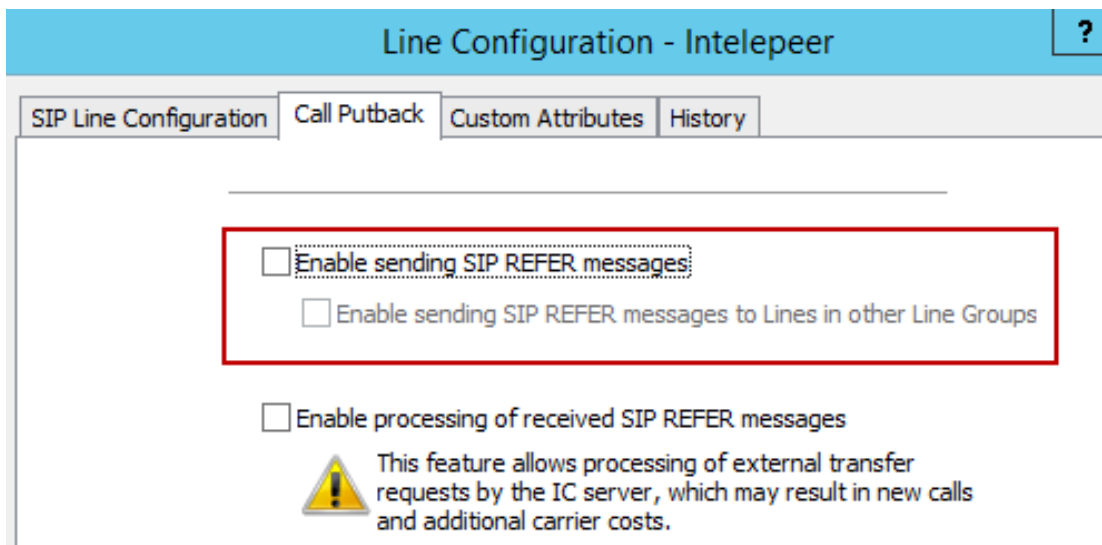 Line Configuration - Intelepeer
?
SIP Line Configuration
Call Putback
Custom Attributes
History
Enable sending SIP REFER messages
Enable sending SIP REFER messages to Lines in other Line Groups
Enable processing of received SIP REFER messages
This feature allows processing of external transfer
requests by the IC server, which may result in new calls
and additional carrier costs.